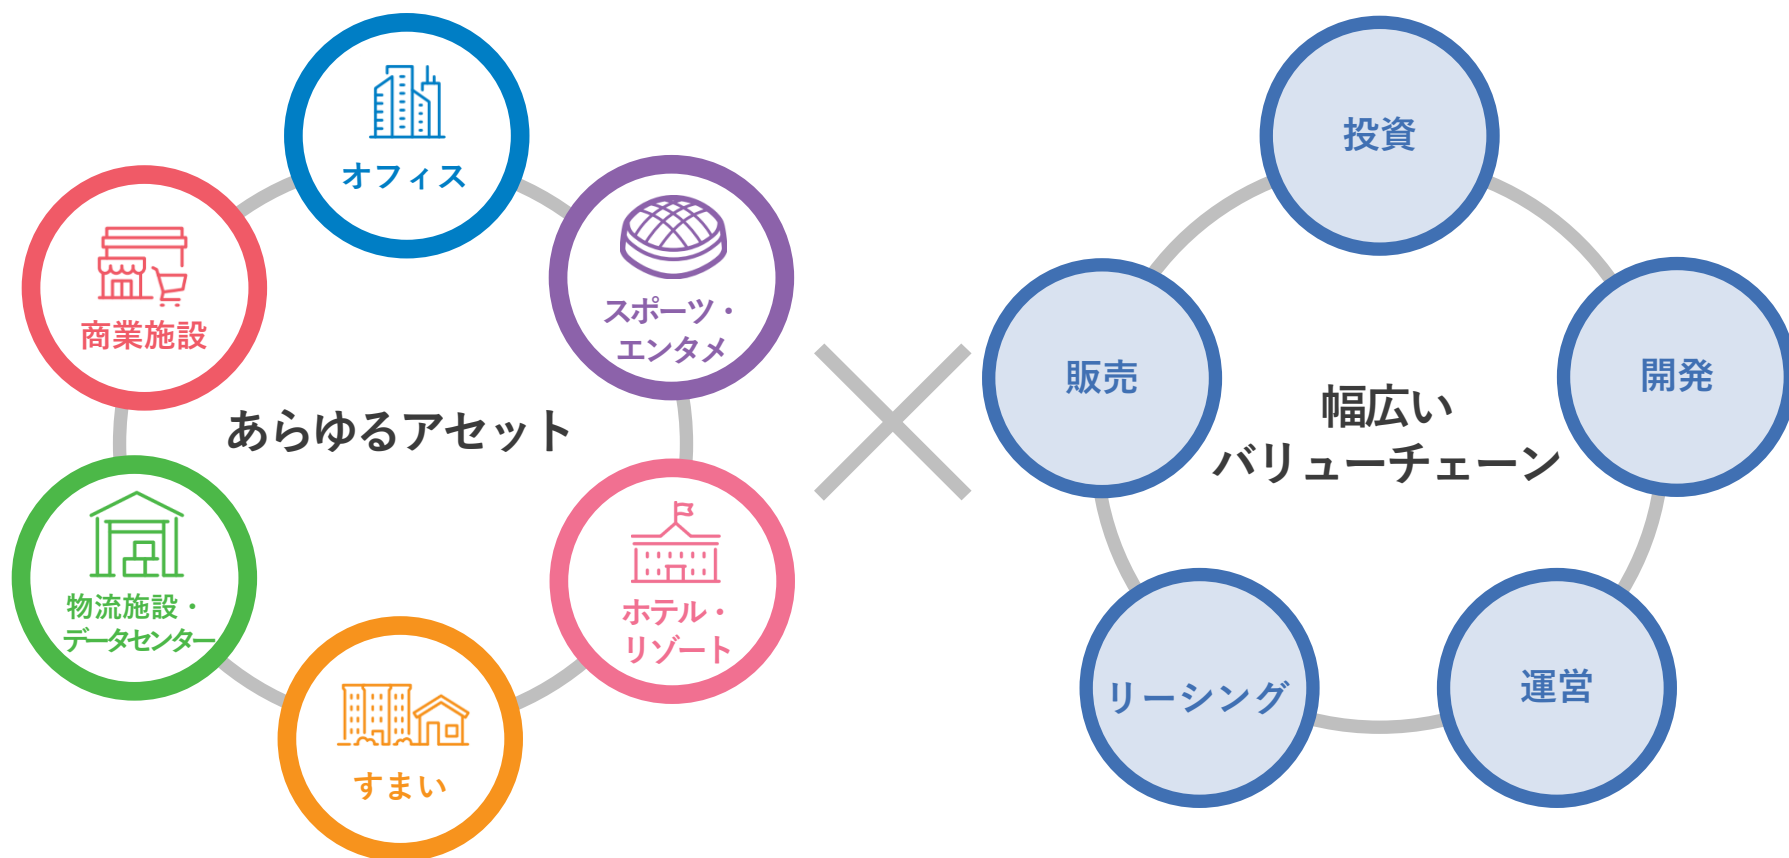 オフィス
スポーツ・
エンタメ
商業施設
あらゆるアセット
物流施設・
データセンター
ホテル・
リゾート
すまい
投資
販売
開発
幅広い
バリューチェーン
リーシング
運営